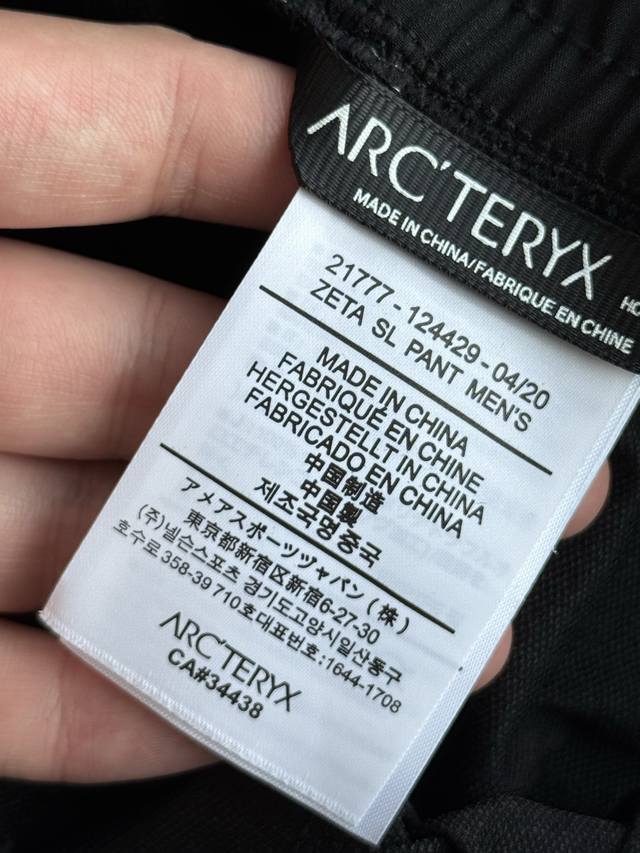 ARC'TERYX
MADE IN CHINA/FABRIQUE EN CHINE
21777-124429-04/20
ZETA SL PANT MEN'S
MADE IN CHINA
FABRIQUÉ EN CHINE
HERGESTELLT IN CHINA
FABRICADO EN CHINA
中国制造
中国製
제조국명중국
アメアスポーツジャパン(株)
東京都新宿区新宿6-27-30
(주)넬슨스포츠 경기도고양시일산동구
호수로358-39 710호대표번호:1644-1708
ARC'TERYX
CA#34438